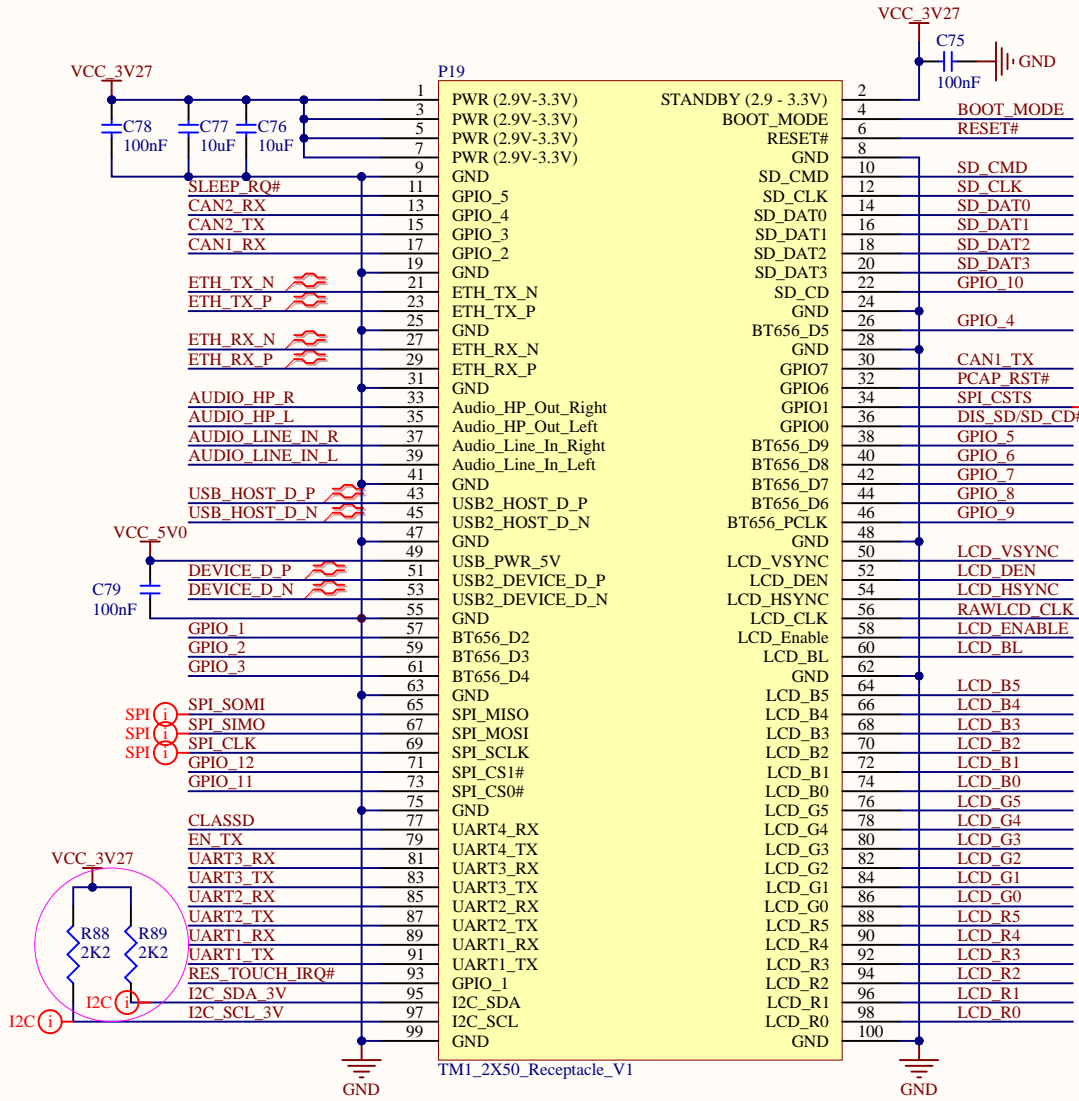 VCC_3V27
C75
100nF
GND
VCC_3V27
P19
C78
100nF
C77
10uF
C76
10uF
1 PWR (2.9V-3.3V) STANDBY (2.9 - 3.3V) 2
3 PWR (2.9V-3.3V) BOOT_MODE 4 BOOT_MODE
5 PWR (2.9V-3.3V) RESET# 6 RESET#
7 PWR (2.9V-3.3V) GND 8
9 GND SD_CMD 10 SD_CMD
SLEEP_RQ# 11 GPIO_5 SD_CLK 12 SD_CLK
CAN2_RX 13 GPIO_4 SD_DAT0 14 SD_DAT0
CAN2_TX 15 GPIO_3 SD_DAT1 16 SD_DAT1
CAN1_RX 17 GPIO_2 SD_DAT2 18 SD_DAT2
19 GND SD_DAT3 20 SD_DAT3
ETH_TX_N 21 ETH_TX_N SD_CD 22 GPIO_10
ETH_TX_P 23 ETH_TX_P GND 24
25 GND BT656_D5 26 GPIO_4
ETH_RX_N 27 ETH_RX_N GND 28
ETH_RX_P 29 ETH_RX_P GPIO7 30 CAN1_TX
31 GND GPIO6 32 PCAP_RST#
AUDIO_HP_R 33 Audio_HP_Out_Right GPIO1 34 SPI_CSTS
AUDIO_HP_L 35 Audio_HP_Out_Left GPIO0 36 DIS_SD/SD_CD#
AUDIO_LINE_IN_R 37 Audio_Line_In_Right BT656_D9 38 GPIO_5
AUDIO_LINE_IN_L 39 Audio_Line_In_Left BT656_D8 40 GPIO_6
41 GND BT656_D7 42 GPIO_7
USB_HOST_D_P 43 USB2_HOST_D_P BT656_D6 44 GPIO_8
USB_HOST_D_N 45 USB2_HOST_D_N BT656_PCLK 46 GPIO_9
47 GND GND 48
VCC_5V0
49 USB_PWR_5V LCD_VSYNC 50 LCD_VSYNC
DEVICE_D_P 51 USB2_DEVICE_D_P LCD_DEN 52 LCD_DEN
DEVICE_D_N 53 USB2_DEVICE_D_N LCD_HSYNC 54 LCD_HSYNC
C79
100nF
55 GND LCD_CLK 56 RAWLCD_CLK
GPIO_1 57 BT656_D2 LCD_Enable 58 LCD_ENABLE
GPIO_2 59 BT656_D3 LCD_BL 60 LCD_BL
GPIO_3 61 BT656_D4 GND 62
63 GND LCD_B5 64 LCD_B5
SPI i SPI_SOMI 65 SPI_MISO LCD_B4 66 LCD_B4
SPI i SPI_SIMO 67 SPI_MOSI LCD_B3 68 LCD_B3
SPI i SPI_CLK 69 SPI_SCLK LCD_B2 70 LCD_B2
GPIO_12 71 SPI_CS1# LCD_B1 72 LCD_B1
GPIO_11 73 SPI_CS0# LCD_B0 74 LCD_B0
75 GND LCD_G5 76 LCD_G5
CLASSD 77 UART4_RX LCD_G4 78 LCD_G4
EN_TX 79 UART4_TX LCD_G3 80 LCD_G3
UART3_RX 81 UART3_RX LCD_G2 82 LCD_G2
UART3_TX 83 UART3_TX LCD_G1 84 LCD_G1
UART2_RX 85 UART2_RX LCD_G0 86 LCD_G0
UART2_TX 87 UART2_TX LCD_R5 88 LCD_R5
UART1_RX 89 UART1_RX LCD_R4 90 LCD_R4
UART1_TX 91 UART1_TX LCD_R3 92 LCD_R3
RES_TOUCH_IRQ# 93 GPIO_1 LCD_R2 94 LCD_R2
I2C i I2C_SDA_3V 95 I2C_SDA LCD_R1 96 LCD_R1
I2C i I2C_SCL_3V 97 I2C_SCL LCD_R0 98 LCD_R0
99 GND GND 100
VCC_3V27
R88
2K2
R89
2K2
TM1_2X50_Receptacle_V1
GND
GND